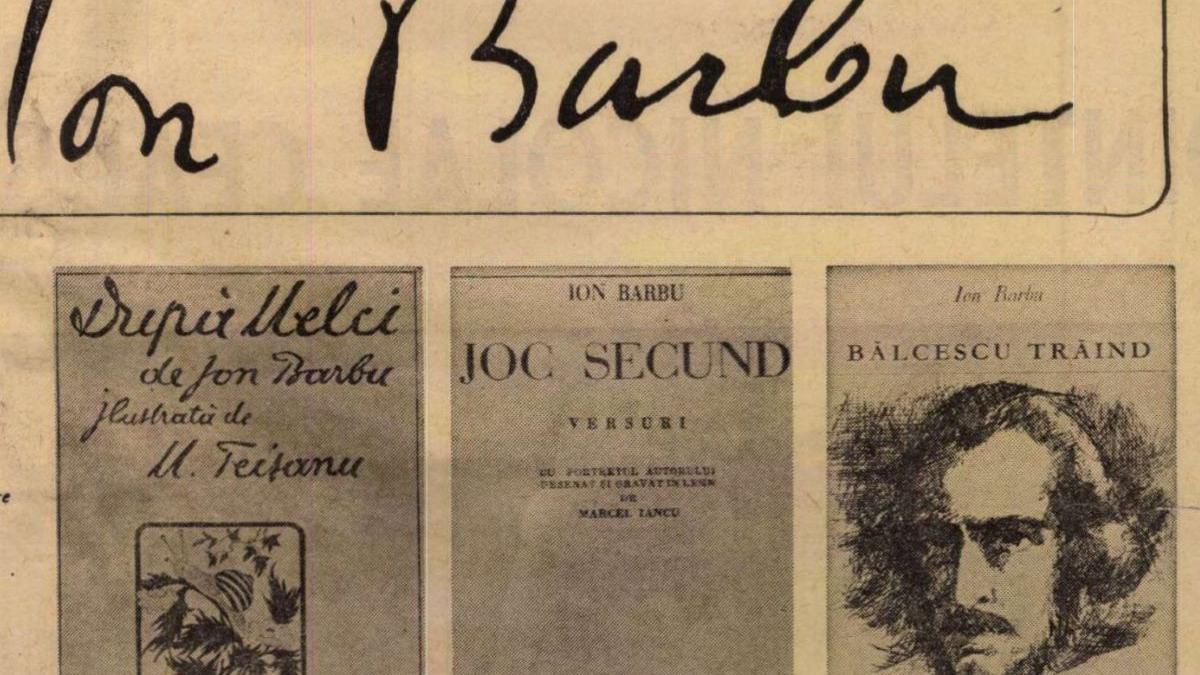 Ion Barbu
După Melci
de Ion Barbu
ilustrată de
M. Teișanu
ION BARBU
JOC SECUND
VERSURI
CU PORTRETUL AUTORULUI
DESENAT ȘI GRAVAT IN LEMN
DE
MARCEL IANCU
Ion Barbu
BĂLCESCU TRĂIND